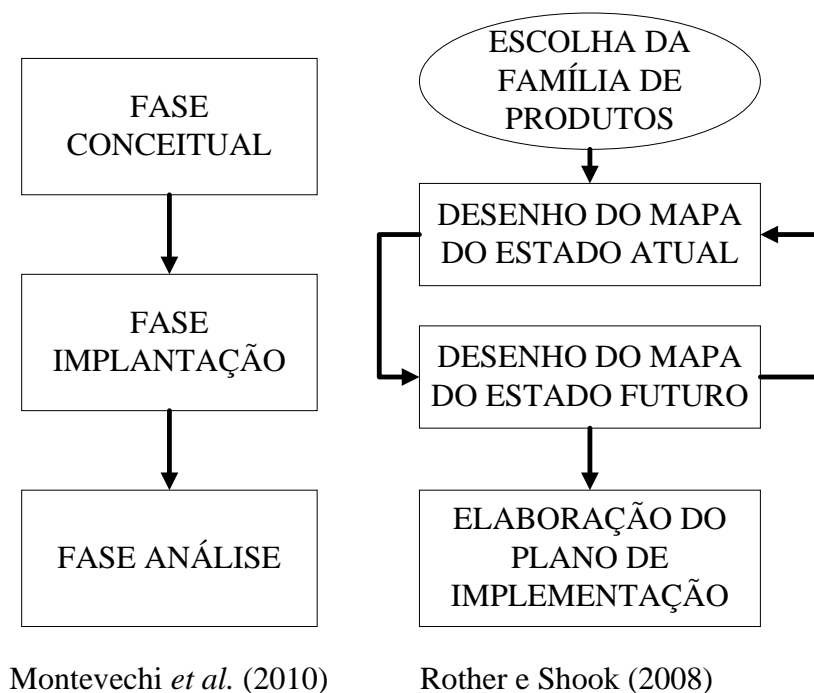 FASE
CONCEITUAL
FASE
IMPLANTAÇÃO
FASE ANÁLISE
Montevechi et al. (2010)
ESCOLHA DA
FAMÍLIA DE
PRODUTOS
DESENHO DO MAPA
DO ESTADO ATUAL
DESENHO DO MAPA
DO ESTADO FUTURO
ELABORAÇÃO DO
PLANO DE
IMPLEMENTAÇÃO
Rother e Shook (2008)